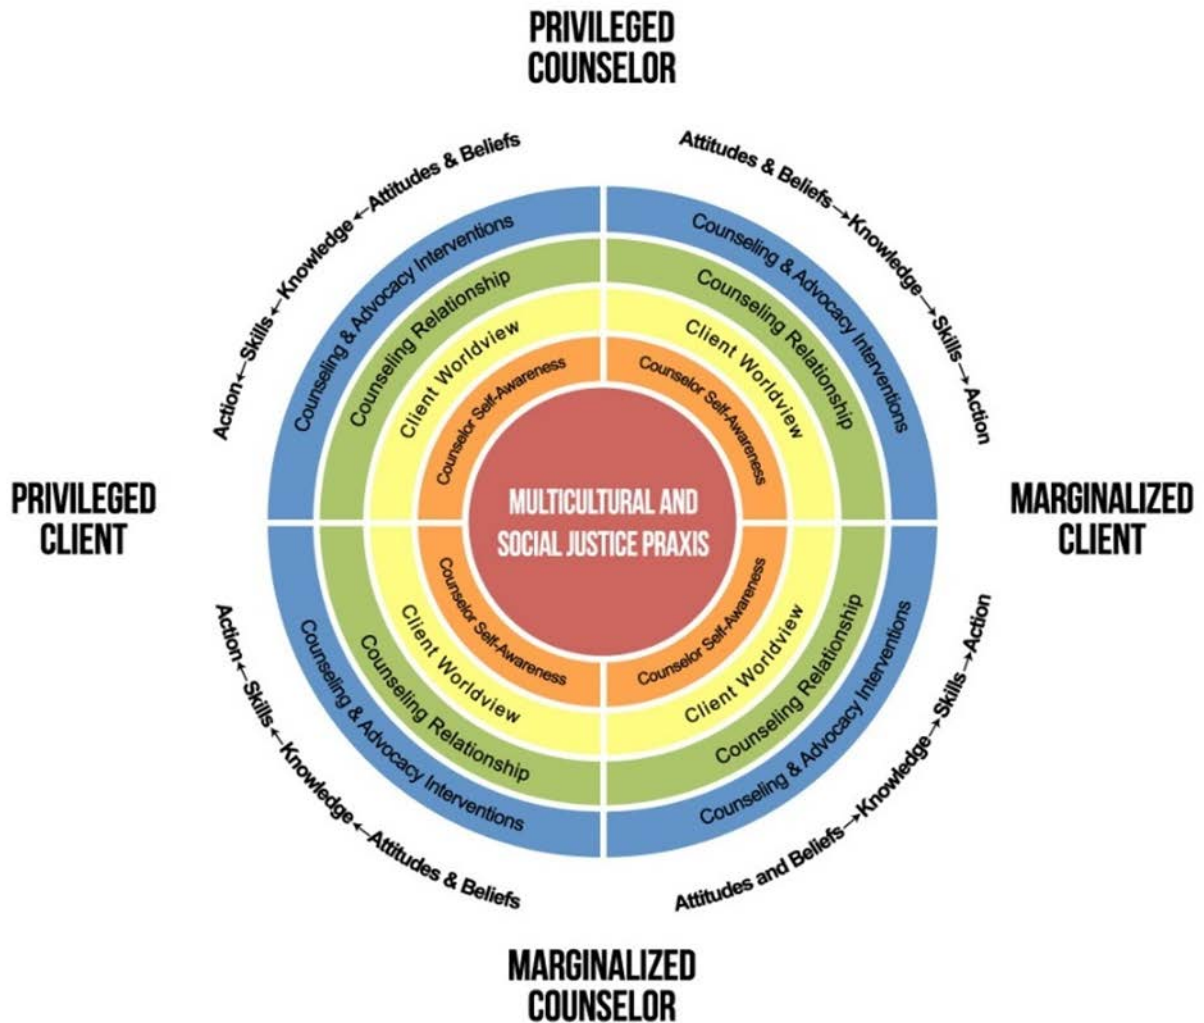 PRIVILEGED
COUNSELOR
Attitudes & Beliefs
Knowledge
Skills
Action
Attitudes & Beliefs
Knowledge
Skills
Action
Counseling & Advocacy Interventions
Counseling Relationship
Client Worldview
Counselor Self-Awareness
Counseling & Advocacy Interventions
Counseling Relationship
Client Worldview
Counselor Self-Awareness
PRIVILEGED
CLIENT
MULTICULTURAL AND
SOCIAL JUSTICE PRAXIS
MARGINALIZED
CLIENT
Counselor Self-Awareness
Client Worldview
Counseling Relationship
Counseling & Advocacy Interventions
Counselor Self-Awareness
Client Worldview
Counseling Relationship
Counseling & Advocacy Interventions
Action
Skills
Knowledge
Attitudes & Beliefs
Attitudes and Beliefs
Knowledge
Skills
Action
MARGINALIZED
COUNSELOR